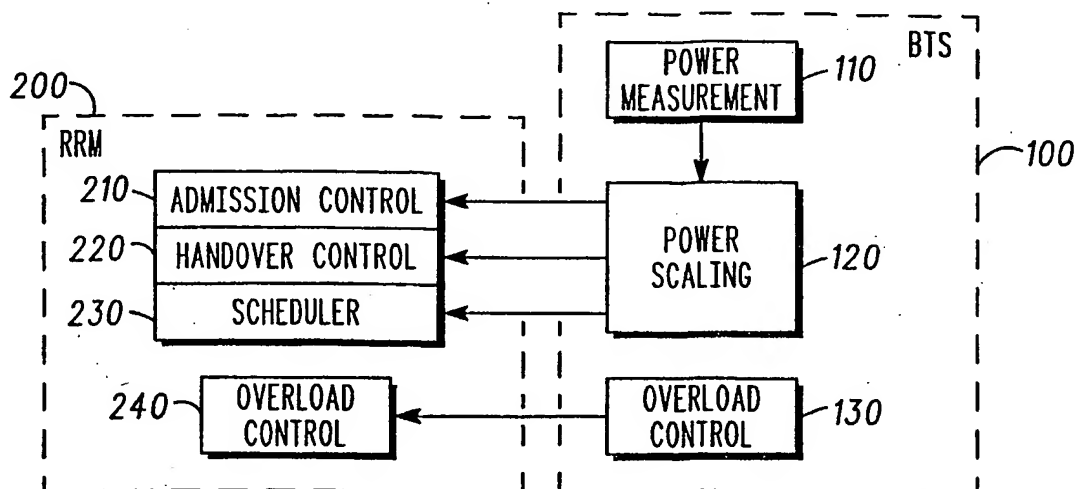 BTS
POWER
MEASUREMENT
110
200
RRM
100
210
ADMISSION CONTROL
220
HANDOVER CONTROL
230
SCHEDULER
POWER
SCALING
120
240
OVERLOAD
CONTROL
OVERLOAD
CONTROL
130